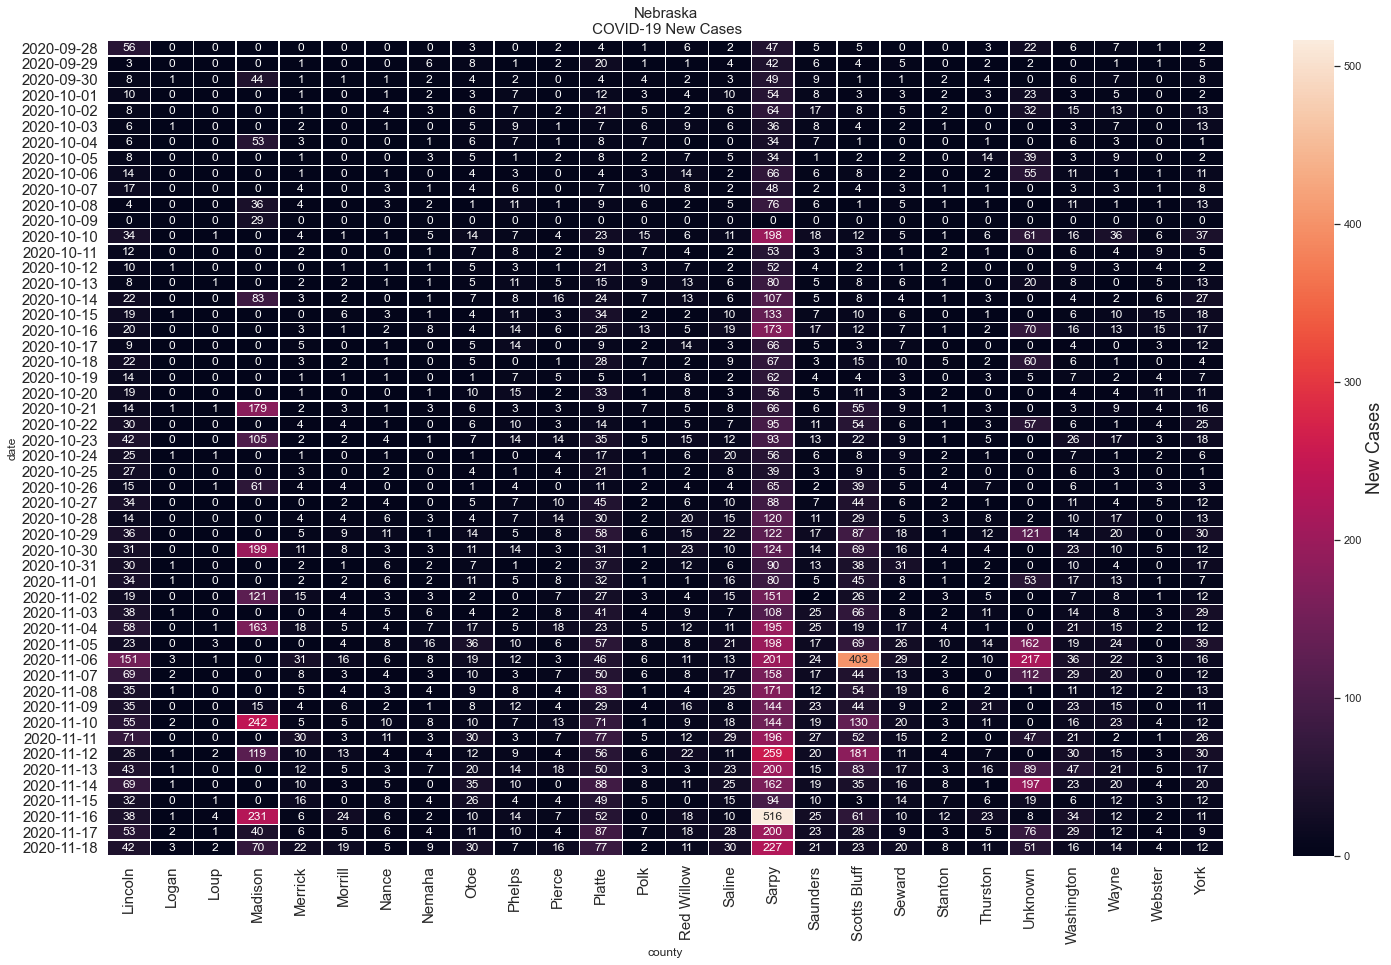 Nebraska
COVID-19 New Cases
2020-09-28 56 0 0 0 0 0 0 0 3 0 2 4 1 6 2 47 5 5 0 0 3 22 6 7 1 2
2020-09-29 3 0 0 0 1 0 0 6 8 1 2 20 1 1 4 42 6 4 5 0 2 2 0 1 1 5
2020-09-30 8 1 0 44 1 1 1 2 4 2 0 4 4 2 3 49 9 1 1 2 4 0 6 7 0 8
2020-10-01 10 0 0 0 1 0 1 2 3 7 0 12 3 4 10 54 8 3 3 2 3 23 3 5 0 2
2020-10-02 8 0 0 0 1 0 4 3 6 7 2 21 5 2 6 64 17 8 5 2 0 32 15 13 0 13
2020-10-03 6 1 0 0 2 0 1 0 5 9 1 7 6 9 6 36 8 4 2 1 0 0 3 7 0 13
2020-10-04 6 0 0 53 3 0 0 1 6 7 1 8 7 0 0 34 7 1 0 0 1 0 6 3 0 1
2020-10-05 8 0 0 0 1 0 0 3 5 1 2 8 2 7 5 34 1 2 2 0 14 39 3 9 0 2
2020-10-06 14 0 0 0 1 0 1 0 4 3 0 4 3 14 2 66 6 8 2 0 2 55 11 1 1 11
2020-10-07 17 0 0 0 4 0 3 1 4 6 0 7 10 8 2 48 2 4 3 1 1 0 3 3 1 8
2020-10-08 4 0 0 36 4 0 3 2 1 11 1 9 6 2 5 76 6 1 5 1 1 0 11 1 1 13
2020-10-09 0 0 0 29 0 0 0 0 0 0 0 0 0 0 0 0 0 0 0 0 0 0 0 0 0 0
2020-10-10 34 0 1 0 4 1 1 5 14 7 4 23 15 6 11 198 18 12 5 1 6 61 16 36 6 37
2020-10-11 12 0 0 0 2 0 0 1 7 8 2 9 7 4 2 53 3 3 1 2 1 0 6 4 9 5
2020-10-12 10 1 0 0 0 1 1 1 5 3 1 21 3 7 2 52 4 2 1 2 0 0 9 3 4 2
2020-10-13 8 0 1 0 2 2 1 1 5 11 5 15 9 13 6 80 5 8 6 1 0 20 8 0 5 13
2020-10-14 22 0 0 83 3 2 0 1 7 8 16 24 7 13 6 107 5 8 4 1 3 0 4 2 6 27
2020-10-15 19 1 0 0 0 6 3 1 4 11 3 34 2 2 10 133 7 10 6 0 1 0 6 10 15 18
2020-10-16 20 0 0 0 3 1 2 8 4 14 6 25 13 5 19 173 17 12 7 1 2 70 16 13 15 17
2020-10-17 9 0 0 0 5 0 1 0 5 14 0 9 2 14 3 66 5 3 7 0 0 0 4 0 3 12
2020-10-18 22 0 0 0 3 2 1 0 5 0 1 28 7 2 9 67 3 15 10 5 2 60 6 1 0 4
2020-10-19 14 0 0 0 1 1 1 0 1 7 5 5 1 8 2 62 4 4 3 0 3 5 7 2 4 7
2020-10-20 19 0 0 0 1 0 0 1 10 15 2 33 1 8 3 56 5 11 3 2 0 0 4 4 11 11
2020-10-21 14 1 1 179 2 3 1 3 6 3 3 9 7 5 8 66 6 55 9 1 3 0 3 9 4 16
2020-10-22 30 0 0 0 4 4 1 0 6 10 3 14 1 5 7 95 11 54 6 1 3 57 6 1 4 25
2020-10-23 42 0 0 105 2 2 4 1 7 14 14 35 5 15 12 93 13 22 9 1 5 0 26 17 3 18
2020-10-24 25 1 1 0 1 0 1 0 1 0 4 17 1 6 20 56 6 8 9 2 1 0 7 1 2 6
2020-10-25 27 0 0 0 3 0 2 0 4 1 4 21 1 2 8 39 3 9 5 2 0 0 6 3 0 1
2020-10-26 15 0 1 61 4 4 0 0 1 4 0 11 2 4 4 65 2 39 5 4 7 0 6 1 3 3
2020-10-27 34 0 0 0 0 2 4 0 5 7 10 45 2 6 10 88 7 44 6 2 1 0 11 4 5 12
2020-10-28 14 0 0 0 4 4 6 3 4 7 14 30 2 20 15 120 11 29 5 3 8 2 10 17 0 13
2020-10-29 36 0 0 0 5 9 11 1 14 5 8 58 6 15 22 122 17 87 18 1 12 121 14 20 0 30
2020-10-30 31 0 0 199 11 8 3 3 11 14 3 31 1 23 10 124 14 69 16 4 4 0 23 10 5 12
2020-10-31 30 1 0 0 2 1 6 2 7 1 2 37 2 12 6 90 13 38 31 1 2 0 10 4 0 17
2020-11-01 34 1 0 0 2 2 6 2 11 5 8 32 1 1 16 80 5 45 8 1 2 53 17 13 1 7
2020-11-02 19 0 0 121 15 4 3 3 2 0 7 27 3 4 15 151 2 26 2 3 5 0 7 8 1 12
2020-11-03 38 1 0 0 0 4 5 6 4 2 8 41 4 9 7 108 25 66 8 2 11 0 14 8 3 29
2020-11-04 58 0 1 163 18 5 4 7 17 5 18 23 5 12 11 195 25 19 17 4 1 0 21 15 2 12
2020-11-05 23 0 3 0 0 4 8 16 36 10 6 57 8 8 21 198 17 69 26 10 14 162 19 24 0 39
2020-11-06 151 3 1 0 31 16 6 8 19 12 3 46 6 11 13 201 24 403 29 2 10 217 36 22 3 16
2020-11-07 69 2 0 0 8 3 4 3 10 3 7 50 6 8 17 158 17 44 13 3 0 112 29 20 0 12
2020-11-08 35 1 0 0 5 4 3 4 9 8 4 83 1 4 25 171 12 54 19 6 2 1 11 12 2 13
2020-11-09 35 0 0 15 4 6 2 1 8 12 4 29 4 16 8 144 23 44 9 2 21 0 23 15 0 11
2020-11-10 55 2 0 242 5 5 10 8 10 7 13 71 1 9 18 144 19 130 20 3 11 0 16 23 4 12
2020-11-11 71 0 0 0 30 3 11 3 30 3 7 77 5 12 29 196 27 52 15 2 0 47 21 2 1 26
2020-11-12 26 1 2 119 10 13 4 4 12 9 4 56 6 22 11 259 20 181 11 4 7 0 30 15 3 30
2020-11-13 43 1 0 0 12 5 3 7 20 14 18 50 3 3 23 200 15 83 17 3 16 89 47 21 5 17
2020-11-14 69 1 0 0 10 3 5 0 35 10 0 88 8 11 25 162 19 35 16 8 1 197 23 20 4 20
2020-11-15 32 0 1 0 16 0 8 4 26 4 4 49 5 0 15 94 10 3 14 7 6 19 6 12 3 12
2020-11-16 38 1 4 231 6 24 6 2 10 14 7 52 0 18 10 516 25 61 10 12 23 8 34 12 2 11
2020-11-17 53 2 1 40 6 5 6 4 11 10 4 87 7 18 28 200 23 28 9 3 5 76 29 12 4 9
2020-11-18 42 3 2 70 22 19 5 9 30 7 16 77 2 11 30 227 21 23 20 8 11 51 16 14 4 12
Lincoln Logan Loup Madison Merrick Morrill Nance Nemaha Otoe Phelps Pierce Platte Polk Red Willow Saline Sarpy Saunders Scotts Bluff Seward Stanton Thurston Unknown Washington Wayne Webster York
county
date
500
400
300
200
100
0
New Cases